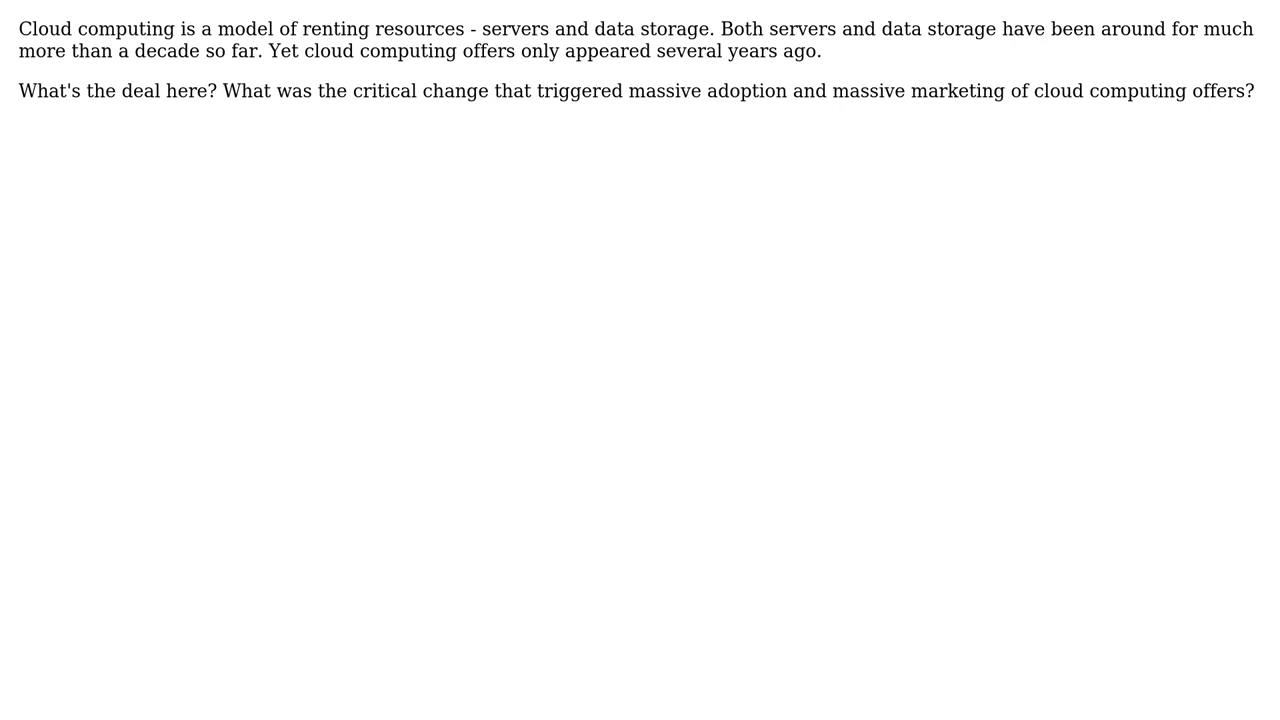 Cloud computing is a model of renting resources - servers and data storage. Both servers and data storage have been around for much
more than a decade so far. Yet cloud computing offers only appeared several years ago.
What's the deal here? What was the critical change that triggered massive adoption and massive marketing of cloud computing offers?